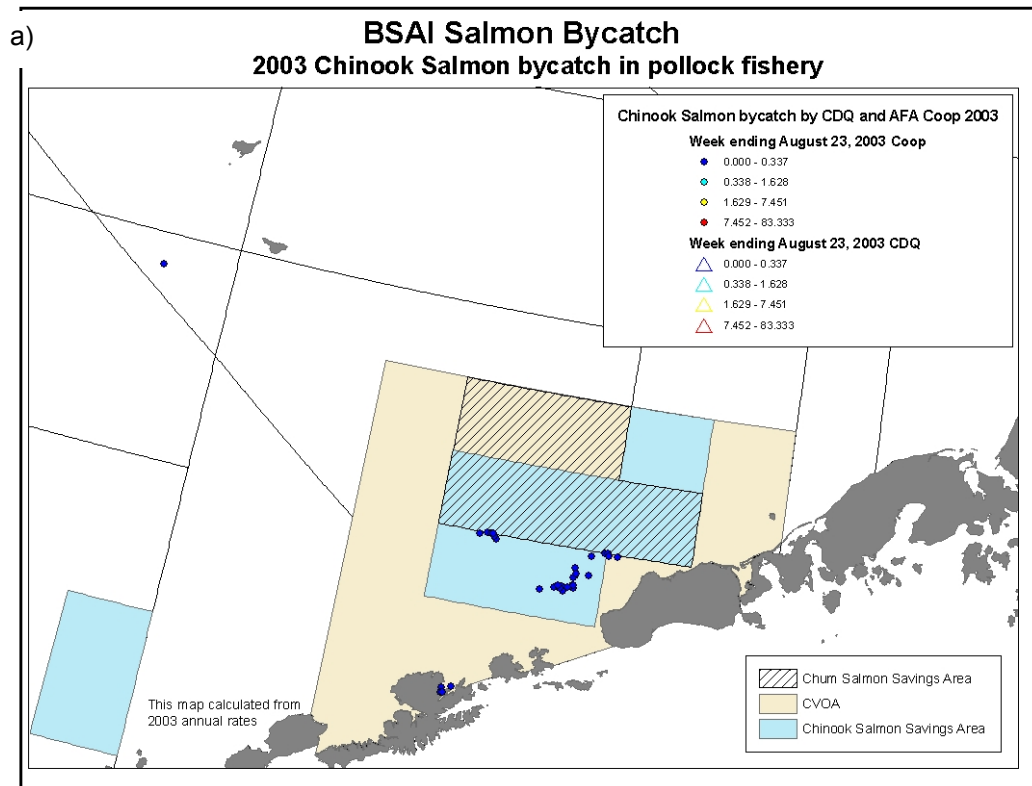 a)
BSAI Salmon Bycatch
2003 Chinook Salmon bycatch in pollock fishery
Chinook Salmon bycatch by CDQ and AFA Coop 2003
Week ending August 23, 2003 Coop
0.000 - 0.337
0.338 - 1.628
1.629 - 7.451
7.452 - 83.333
Week ending August 23, 2003 CDQ
0.000 - 0.337
0.338 - 1.628
1.629 - 7.451
7.452 - 83.333
This map calculated from
2003 annual rates
Chum Salmon Savings Area
CVOA
Chinook Salmon Savings Area